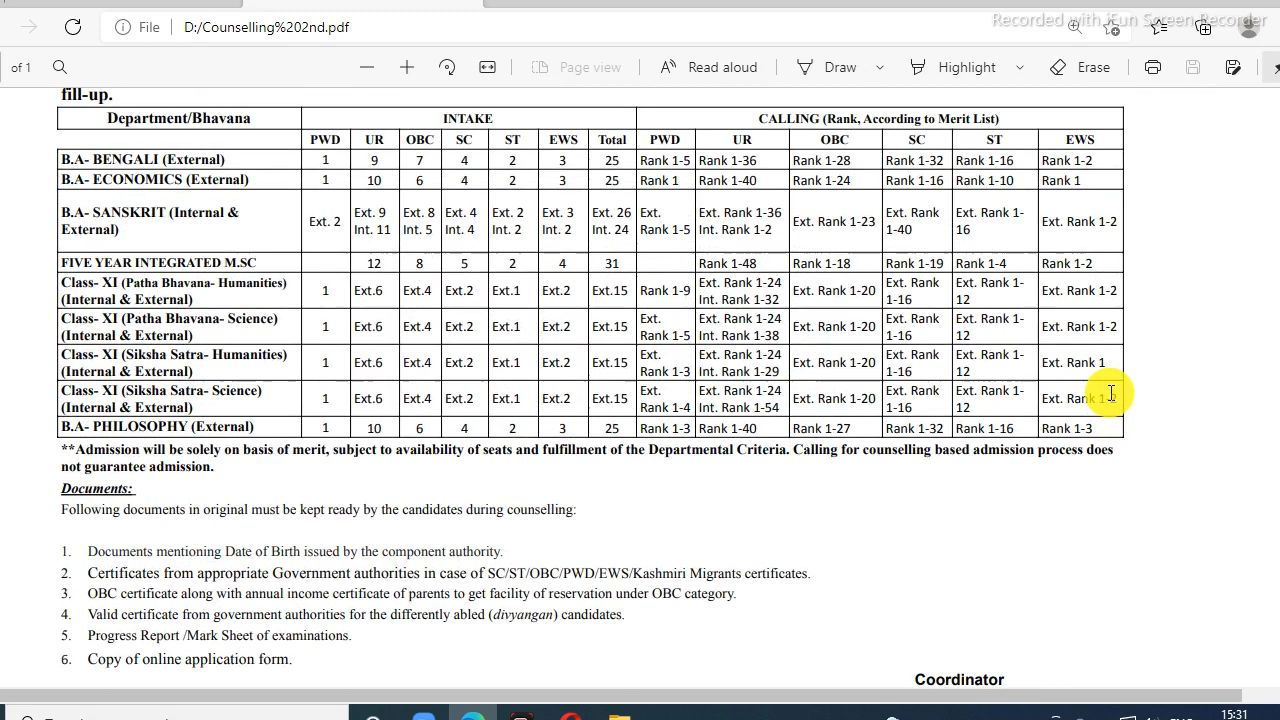 Recorded with iFun Screen Recorder
File D:/Counselling%202nd.pdf
of 1 Page view Read aloud Draw Highlight Erase
fill-up.
Department/Bhavana INTAKE CALLING (Rank, According to Merit List)
PWD UR OBC SC ST EWS Total PWD UR OBC SC ST EWS
B.A- BENGALI (External) 1 9 7 4 2 3 25 Rank 1-5 Rank 1-36 Rank 1-28 Rank 1-32 Rank 1-16 Rank 1-2
B.A- ECONOMICS (External) 1 10 6 4 2 3 25 Rank 1 Rank 1-40 Rank 1-24 Rank 1-16 Rank 1-10 Rank 1
B.A- SANSKRIT (Internal & Ext. 9 Ext. 8 Ext. 4 Ext. 2 Ext. 3 Ext. 26 Ext. Ext. Rank 1-36 Ext. Rank Ext. Rank 1-
Ext. 2 Ext. Rank 1-23 Ext. Rank 1-2
External) Int. 11 Int. 5 Int. 4 Int. 2 Int. 2 Int. 24 Rank 1-5 Int. Rank 1-2 1-40 16
FIVE YEAR INTEGRATED M.SC 12 8 5 2 4 31 Rank 1-48 Rank 1-18 Rank 1-19 Rank 1-4 Rank 1-2
Class- XI (Patha Bhavana- Humanities) Ext. Rank 1-24 Ext. Rank Ext. Rank 1-
1 Ext.6 Ext.4 Ext.2 Ext.1 Ext.2 Ext.15 Rank 1-9 Ext. Rank 1-20 Ext. Rank 1-2
(Internal & External) Int. Rank 1-32 1-16 12
Class- XI (Patha Bhavana- Science) Ext. Ext. Rank 1-24 Ext. Rank Ext. Rank 1-
1 Ext.6 Ext.4 Ext.2 Ext.1 Ext.2 Ext.15 Ext. Rank 1-20 Ext. Rank 1-2
(Internal & External) Rank 1-5 Int. Rank 1-38 1-16 12
Class- XI (Siksha Satra- Humanities) Ext. Ext. Rank 1-24 Ext. Rank Ext. Rank 1-
1 Ext.6 Ext.4 Ext.2 Ext.1 Ext.2 Ext.15 Ext. Rank 1-20 Ext. Rank 1
(Internal & External) Rank 1-3 Int. Rank 1-29 1-16 12
Class- XI (Siksha Satra- Science) Ext. Ext. Rank 1-24 Ext. Rank Ext. Rank 1-
1 Ext.6 Ext.4 Ext.2 Ext.1 Ext.2 Ext.15 Ext. Rank 1-20 Ext. Rank 1-2
(Internal & External) Rank 1-4 Int. Rank 1-54 1-16 12
B.A- PHILOSOPHY (External) 1 10 6 4 2 3 25 Rank 1-3 Rank 1-40 Rank 1-27 Rank 1-32 Rank 1-16 Rank 1-3
**Admission will be solely on basis of merit, subject to availability of seats and fulfillment of the Departmental Criteria. Calling for counselling based admission process does
not guarantee admission.
Documents:
Following documents in original must be kept ready by the candidates during counselling:
1. Documents mentioning Date of Birth issued by the component authority.
2. Certificates from appropriate Government authorities in case of SC/ST/OBC/PWD/EWS/Kashmiri Migrants certificates.
3. OBC certificate along with annual income certificate of parents to get facility of reservation under OBC category.
4. Valid certificate from government authorities for the differently abled (divyangan) candidates.
5. Progress Report /Mark Sheet of examinations.
6. Copy of online application form.
Coordinator
15:31